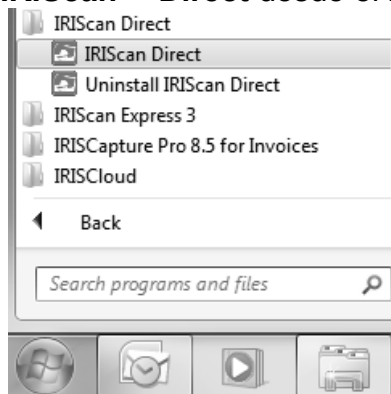 Direct
IRIScan Direct
IRIScan Direct
Uninstall IRIScan Direct
IRIScan Express 3
IRISCapture Pro 8.5 for Invoices
IRISCloud
Back
Search programs and files